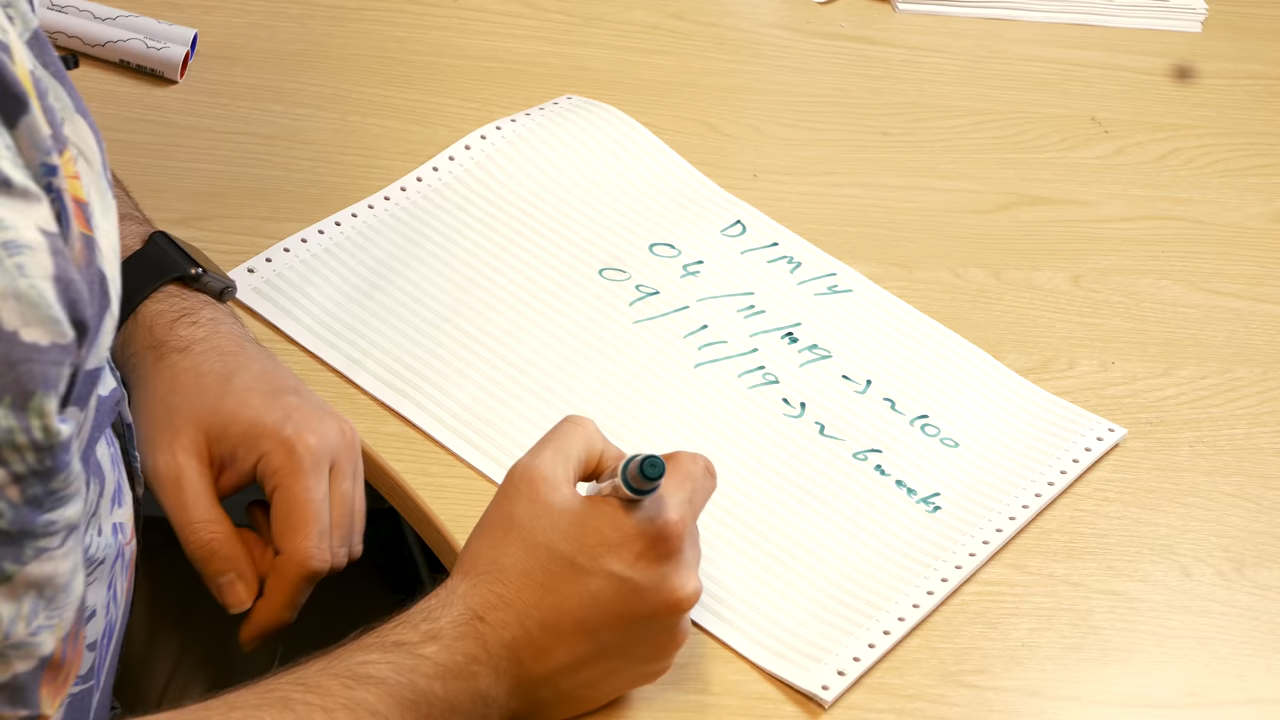 D/M/Y
04/11/19 → ~100
09/11/19 → ~ 6 weeks